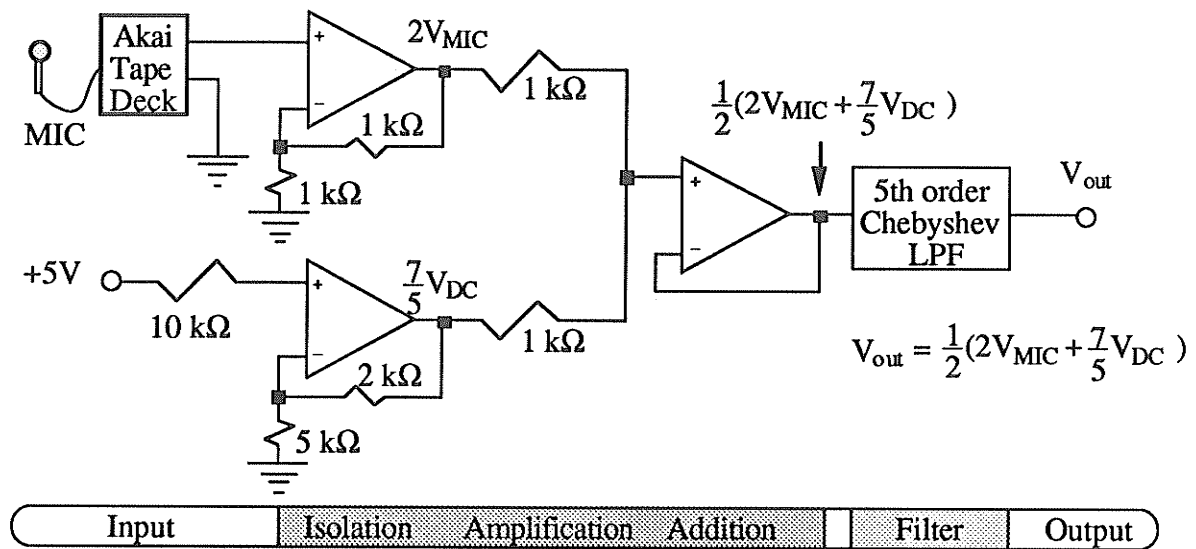 Akai
Tape
Deck
MIC
+
−
2V_MIC
1 kΩ
1 kΩ
1 kΩ
+5V
10 kΩ
+
−
7/5 V_DC
1 kΩ
2 kΩ
5 kΩ
+
−
1/2 (2V_MIC + 7/5 V_DC )
5th order
Chebyshev
LPF
V_out
V_out = 1/2 (2V_MIC + 7/5 V_DC )
Input Isolation Amplification Addition Filter Output